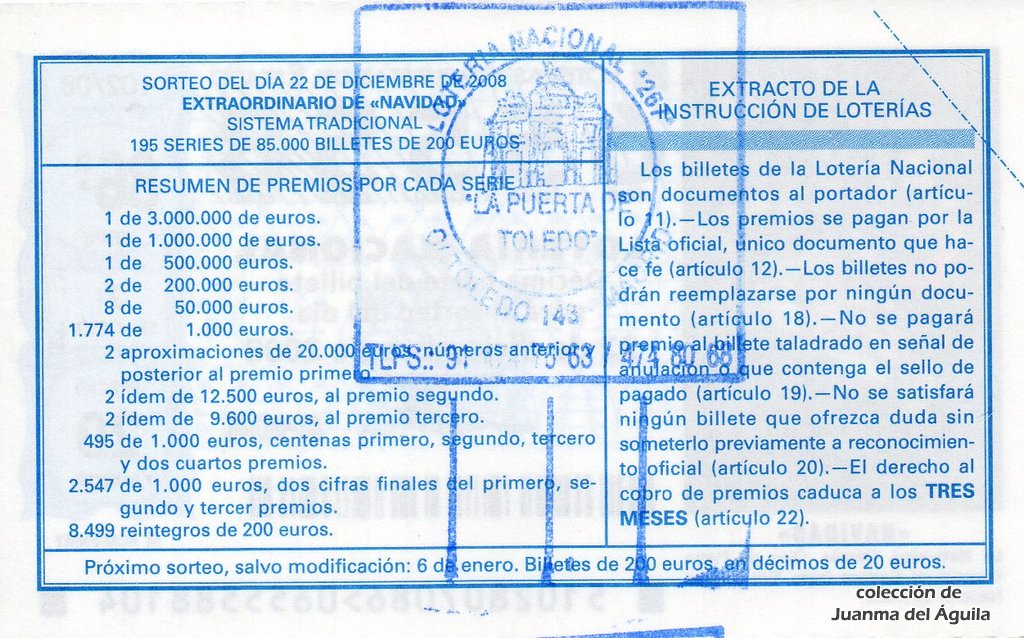 SORTEO DEL DÍA 22 DE DICIEMBRE DE 2008
EXTRAORDINARIO DE «NAVIDAD»
SISTEMA TRADICIONAL
195 SERIES DE 85.000 BILLETES DE 200 EUROS
RESUMEN DE PREMIOS POR CADA SERIE
1 de 3.000.000 de euros.
1 de 1.000.000 de euros.
1 de 500.000 euros.
2 de 200.000 euros.
8 de 50.000 euros.
1.774 de 1.000 euros.
2 aproximaciones de 20.000 euros, números anterior y
posterior al premio primero.
2 ídem de 12.500 euros, al premio segundo.
2 ídem de 9.600 euros, al premio tercero.
495 de 1.000 euros, centenas primero, segundo, tercero
y dos cuartos premios.
2.547 de 1.000 euros, dos cifras finales del primero, se-
gundo y tercer premios.
8.499 reintegros de 200 euros.
EXTRACTO DE LA
INSTRUCCIÓN DE LOTERÍAS
Los billetes de la Lotería Nacional
son documentos al portador (artícu-
lo 11).—Los premios se pagan por la
Lista oficial, único documento que ha-
ce fe (artículo 12).—Los billetes no po-
drán reemplazarse por ningún docu-
mento (artículo 18).—No se pagará
premio al billete taladrado en señal de
anulación o que contenga el sello de
pagado (artículo 19).—No se satisfará
ningún billete que ofrezca duda sin
someterlo previamente a reconocimien-
to oficial (artículo 20).—El derecho al
cobro de premios caduca a los TRES
MESES (artículo 22).
Próximo sorteo, salvo modificación: 6 de enero. Billetes de 200 euros, en décimos de 20 euros.
LOTERIA NACIONAL "267"
"LA PUERTA DE
TOLEDO"
TOLEDO 143
TLFS.: 91 63 / 474 80 68
colección de
Juanma del Águila